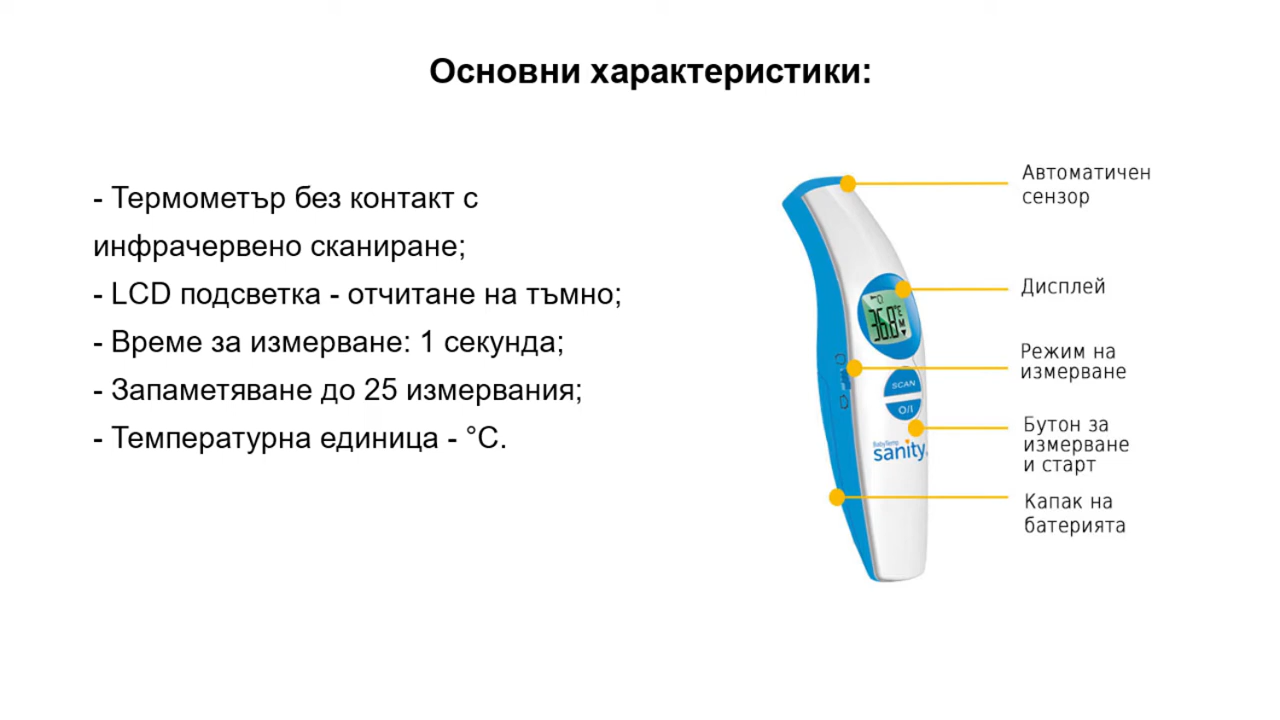 Основни характеристики:
- Термометър без контакт с
инфрачервено сканиране;
- LCD подсветка - отчитане на тъмно;
- Време за измерване: 1 секунда;
- Запаметяване до 25 измервания;
- Температурна единица - °C.
Автоматичен
сензор
Дисплей
36.8
M
Режим на
измерване
SCAN
O/I
Бутон за
измерване
и старт
BabyTemp
sanity
Капак на
батерията